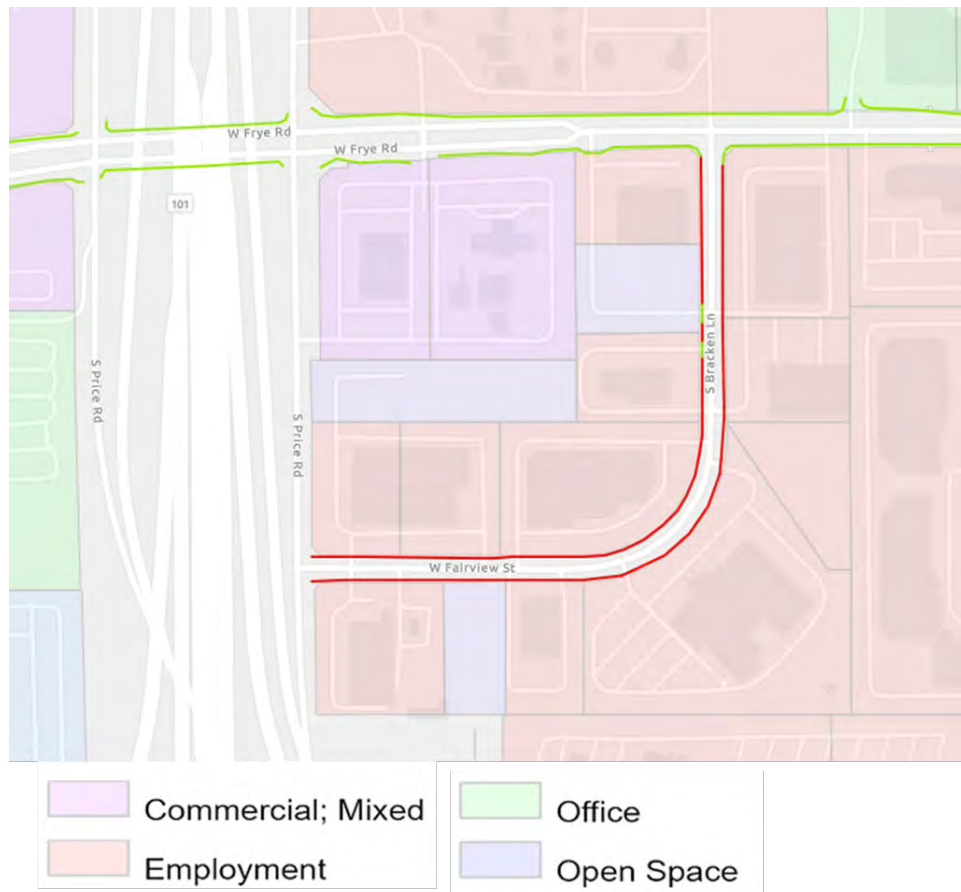 W Frye Rd
W Frye Rd
101
S Bracken Ln
S Price Rd
S Price Rd
W Fairview St
Commercial; Mixed
Office
Employment
Open Space